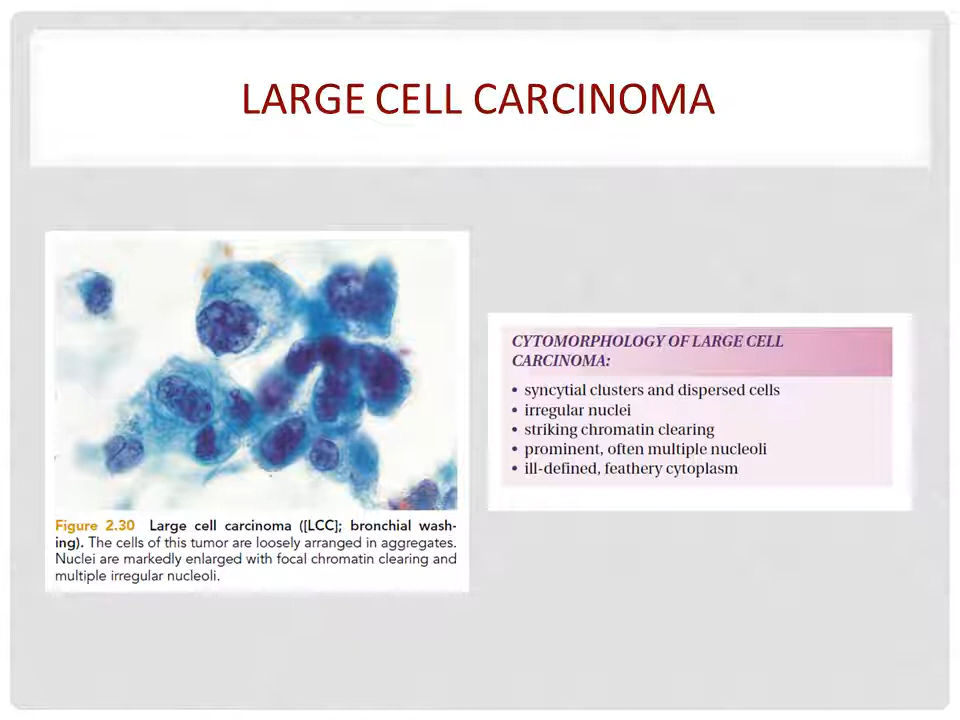 LARGE CELL CARCINOMA
Figure 2.30 Large cell carcinoma ([LCC]; bronchial wash-
ing). The cells of this tumor are loosely arranged in aggregates.
Nuclei are markedly enlarged with focal chromatin clearing and
multiple irregular nucleoli.
CYTOMORPHOLOGY OF LARGE CELL
CARCINOMA:
• syncytial clusters and dispersed cells
• irregular nuclei
• striking chromatin clearing
• prominent, often multiple nucleoli
• ill-defined, feathery cytoplasm